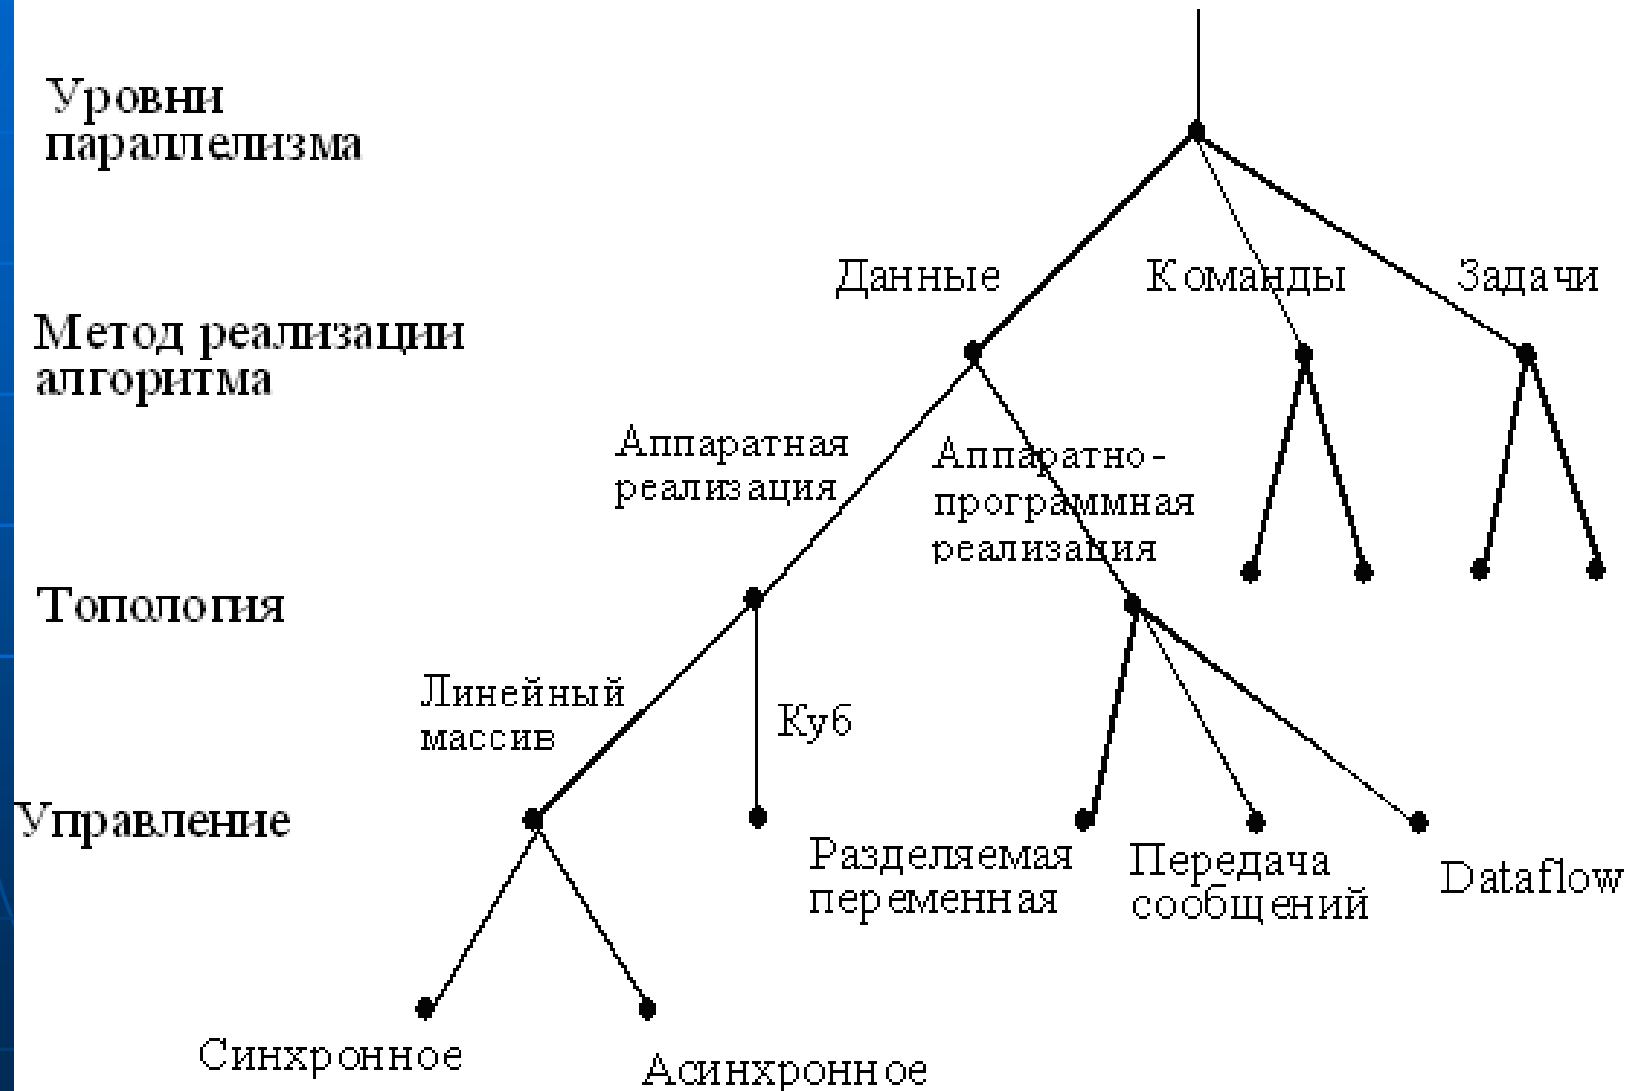 Уровни
параллелизма
Данные
Команды
Задачи
Метод реализации
алгоритма
Аппаратная
реализация
Аппаратно-
программная
реализация
Топология
Линейный
массив
Куб
Управление
Разделяемая
переменная
Передача
сообщений
Dataflow
Синхронное
Асинхронное